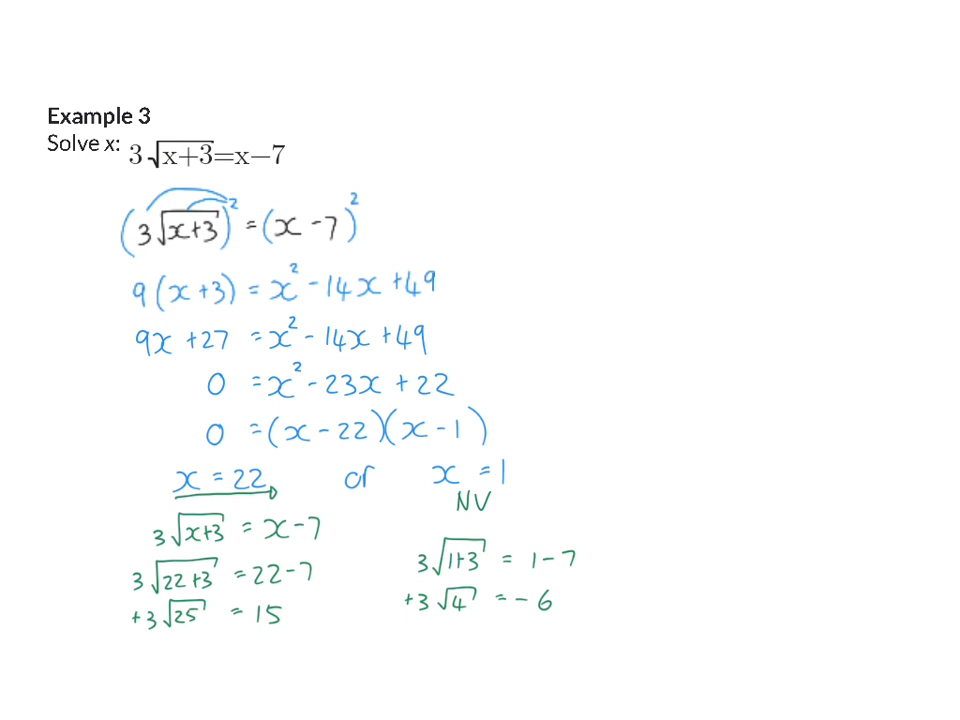 Example 3
Solve x: 3√x+3=x−7
(3√x+3)² = (x-7)²
9(x+3) = x² - 14x + 49
9x + 27 = x² - 14x + 49
0 = x² - 23x + 22
0 = (x - 22)(x - 1)
x = 22 or x = 1
NV
3√x+3 = x-7
3√22+3 = 22-7
+3√25 = 15
3√1+3 = 1-7
+3√4 = -6